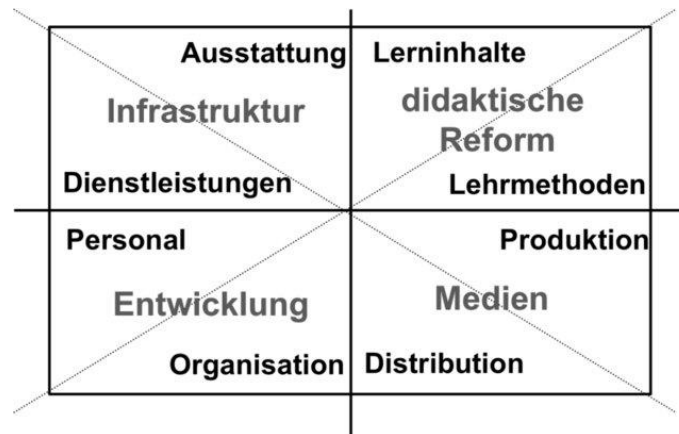 Ausstattung
Lerninhalte
Infrastruktur
didaktische
Reform
Dienstleistungen
Lehrmethoden
Personal
Produktion
Entwicklung
Medien
Organisation
Distribution